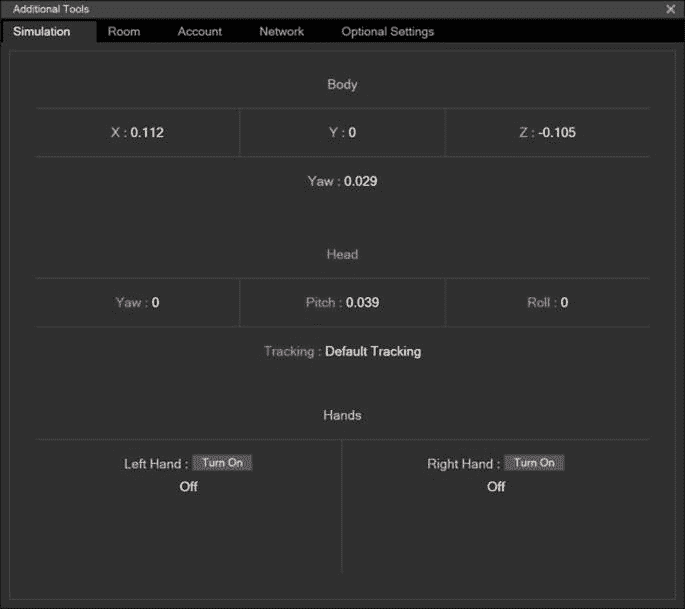 Additional Tools
Simulation Room Account Network Optional Settings
Body
X : 0.112 Y : 0 Z : -0.105
Yaw : 0.029
Head
Yaw : 0 Pitch : 0.039 Roll : 0
Tracking : Default Tracking
Hands
Left Hand : Turn On Right Hand : Turn On
Off Off